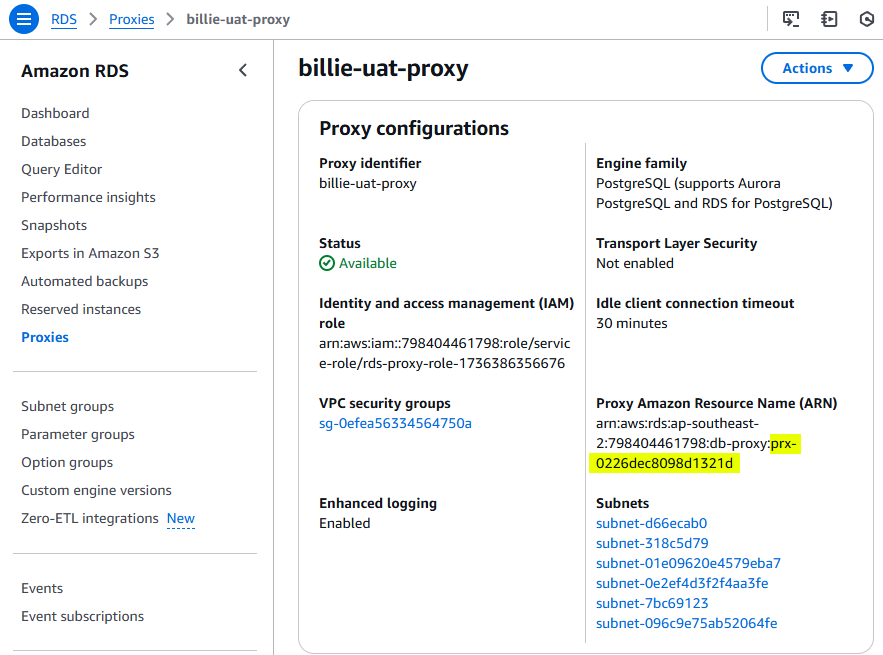 RDS > Proxies > billie-uat-proxy
Amazon RDS
Dashboard
Databases
Query Editor
Performance insights
Snapshots
Exports in Amazon S3
Automated backups
Reserved instances
Proxies
Subnet groups
Parameter groups
Option groups
Custom engine versions
Zero-ETL integrations New
Events
Event subscriptions
billie-uat-proxy
Actions
Proxy configurations
Proxy identifier
billie-uat-proxy
Status
Available
Identity and access management (IAM)
role
arn:aws:iam::798404461798:role/servic
e-role/rds-proxy-role-1736386356676
VPC security groups
sg-0efea56334564750a
Enhanced logging
Enabled
Engine family
PostgreSQL (supports Aurora
PostgreSQL and RDS for PostgreSQL)
Transport Layer Security
Not enabled
Idle client connection timeout
30 minutes
Proxy Amazon Resource Name (ARN)
arn:aws:rds:ap-southeast-
2:798404461798:db-proxy:prx-
0226dec8098d1321d
Subnets
subnet-d66ecab0
subnet-318c5d79
subnet-01e09620e4579eba7
subnet-0e2ef4d3f2f4aa3fe
subnet-7bc69123
subnet-096c9e75ab52064fe